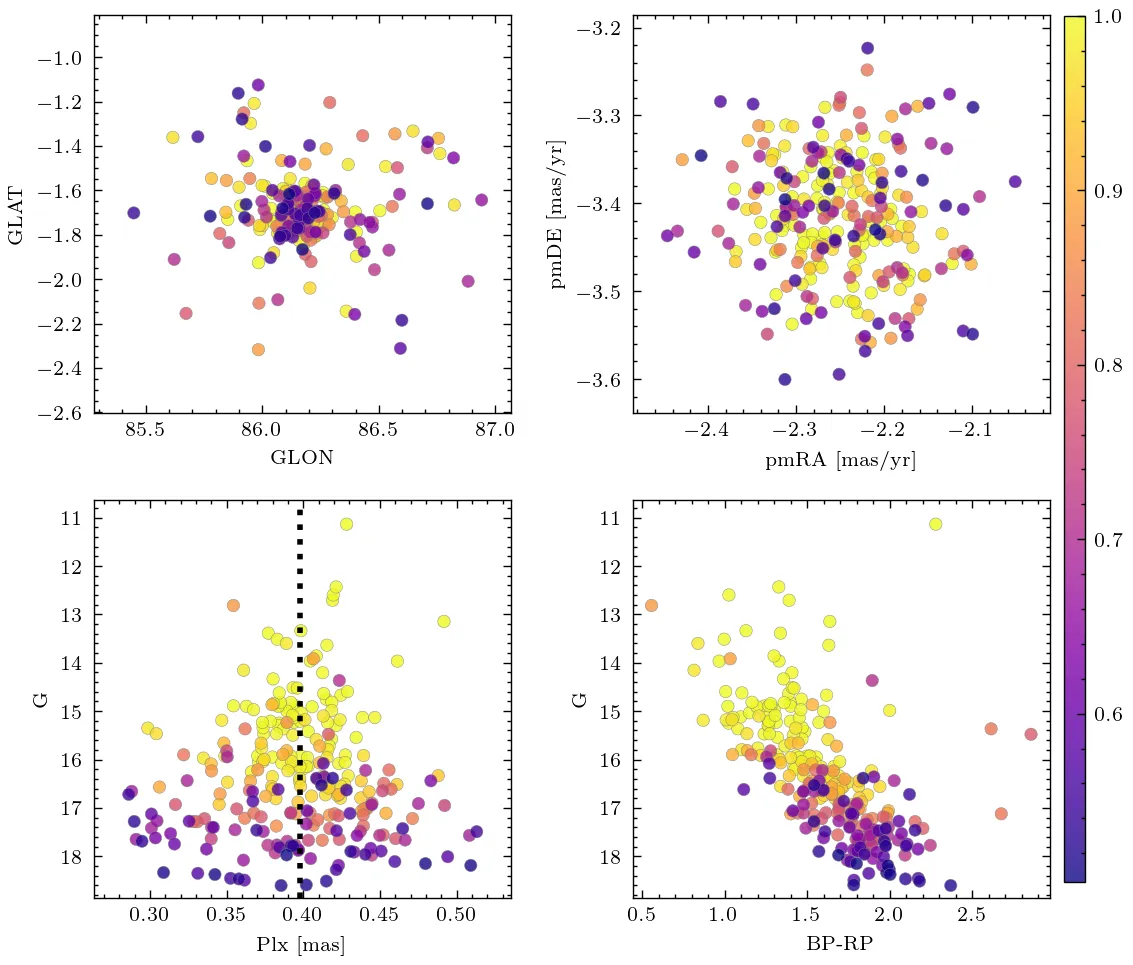 −1.0
−1.2
−1.4
−1.6
−1.8
−2.0
−2.2
−2.4
−2.6
GLAT
85.5 86.0 86.5 87.0
GLON
−3.2
−3.3
−3.4
−3.5
−3.6
pmDE [mas/yr]
−2.4 −2.3 −2.2 −2.1
pmRA [mas/yr]
11
12
13
14
15
16
17
18
G
0.30 0.35 0.40 0.45 0.50
Plx [mas]
11
12
13
14
15
16
17
18
G
0.5 1.0 1.5 2.0 2.5
BP-RP
1.0
0.9
0.8
0.7
0.6